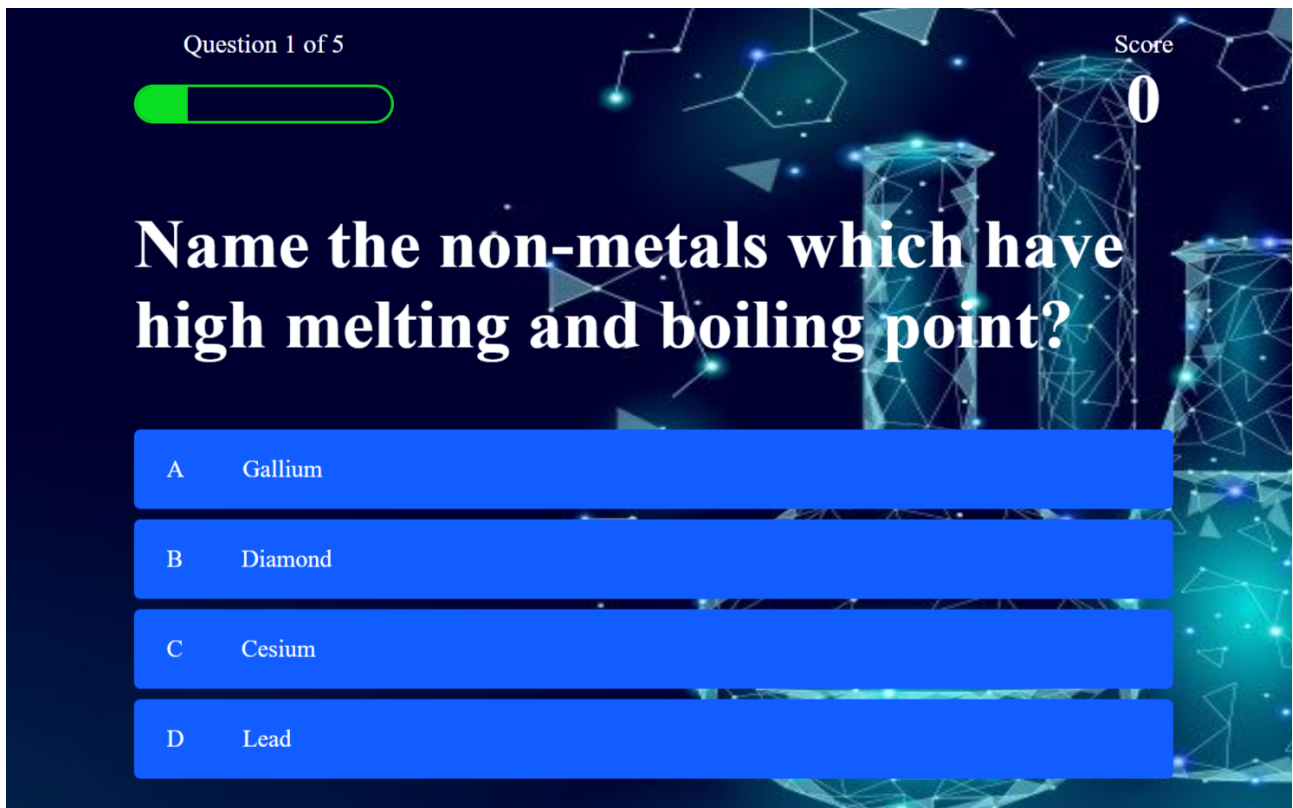 Question 1 of 5
Score
0
Name the non-metals which have
high melting and boiling point?
A Gallium
B Diamond
C Cesium
D Lead